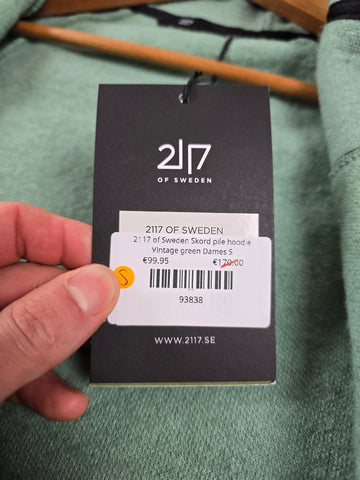 2117
OF SWEDEN
2117 OF SWEDEN
2117 of Sweden Skord pile hoodie
Vintage green Dames S
€99.95 €170.00
S
93838
WWW.2117.SE